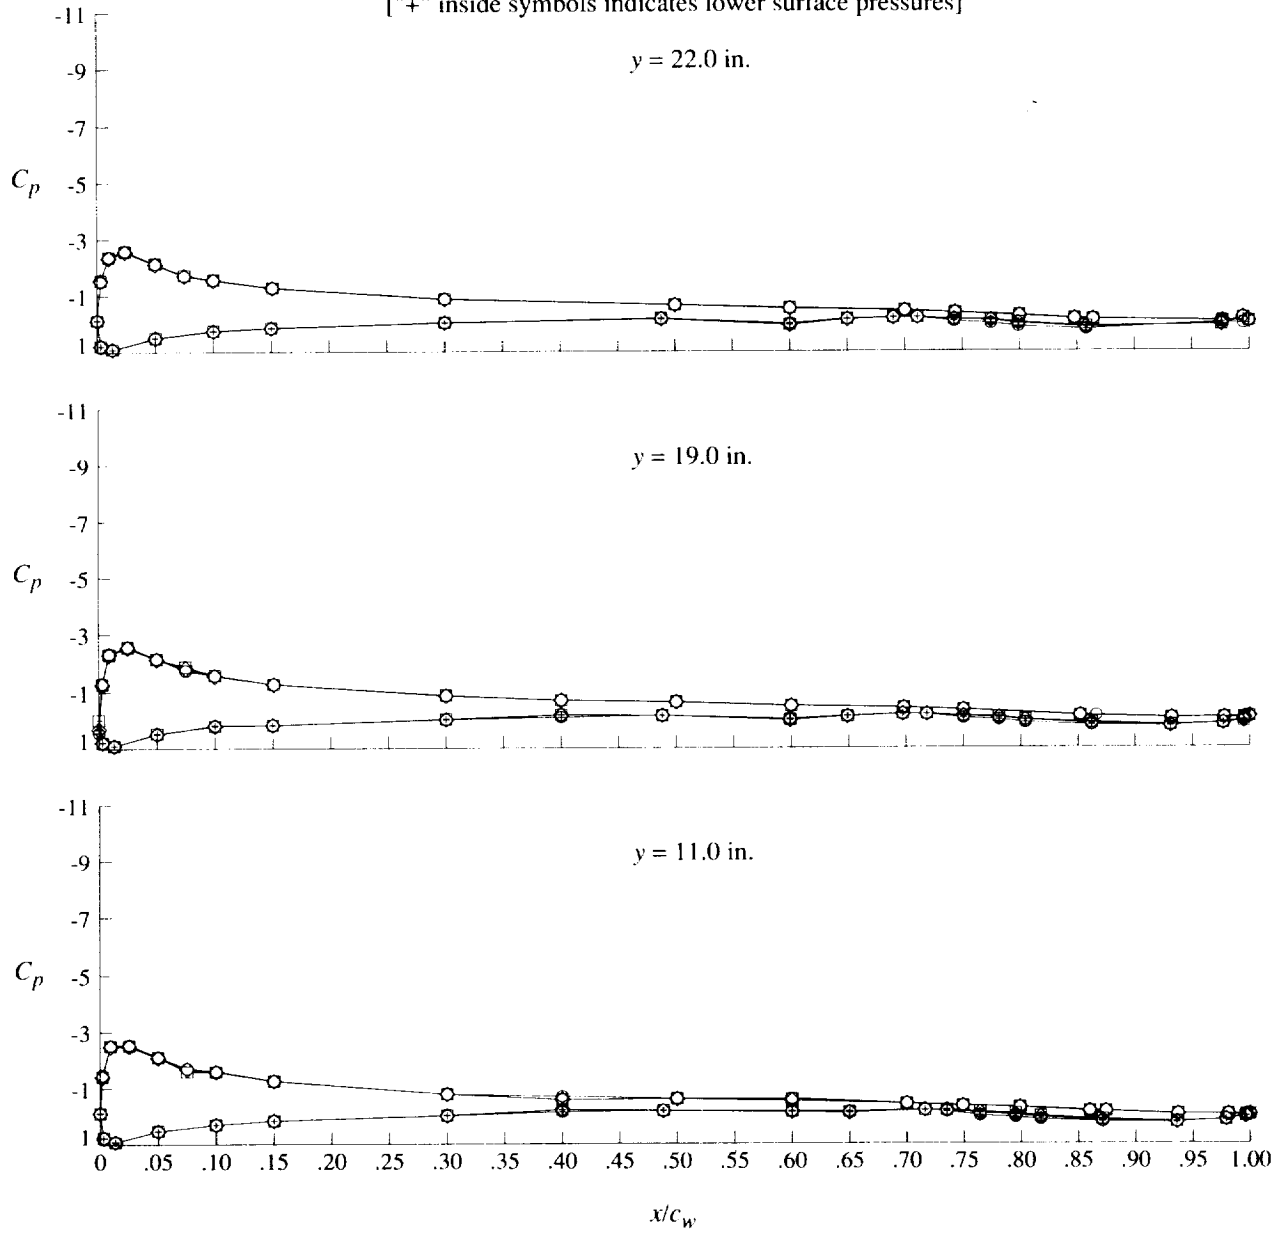 ["+" inside symbols indicates lower surface pressures]
-11
y = 22.0 in.
-9
-7
C_p -5
-3
-1
1
-11
y = 19.0 in.
-9
-7
C_p -5
-3
-1
1
-11
y = 11.0 in.
-9
-7
C_p -5
-3
-1
1
0 .05 .10 .15 .20 .25 .30 .35 .40 .45 .50 .55 .60 .65 .70 .75 .80 .85 .90 .95 1.00
x/c_w